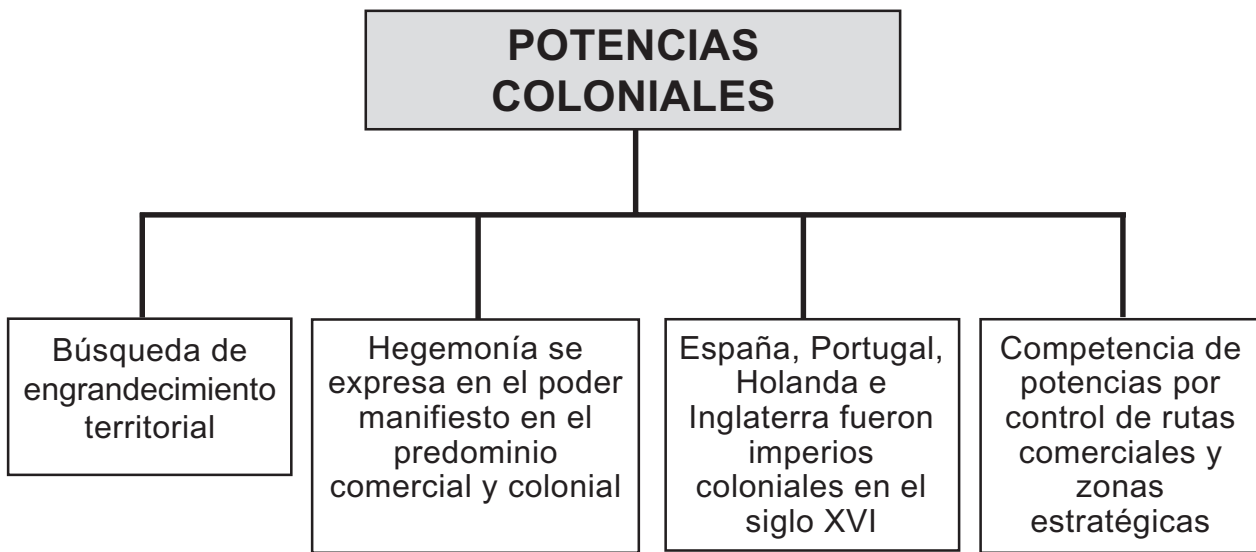 POTENCIAS
COLONIALES
Búsqueda de
engrandecimiento
territorial
Hegemonía se
expresa en el poder
manifiesto en el
predominio
comercial y colonial
España, Portugal,
Holanda e
Inglaterra fueron
imperios
coloniales en el
siglo XVI
Competencia de
potencias por
control de rutas
comerciales y
zonas
estratégicas